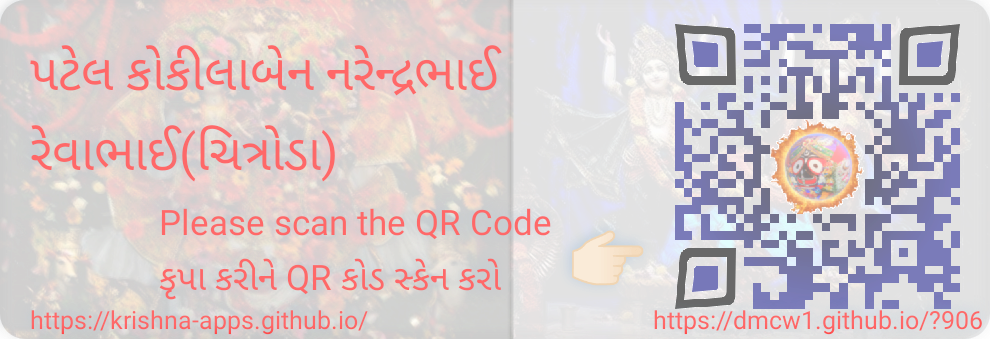 પટેલ કોકીલાબેન નરેન્દ્રભાઈ
રેવાભાઈ(ચિત્રોડા)
Please scan the QR Code
કૃપા કરીને QR કોડ સ્કેન કરો
https://krishna-apps.github.io/
https://dmcw1.github.io/?906